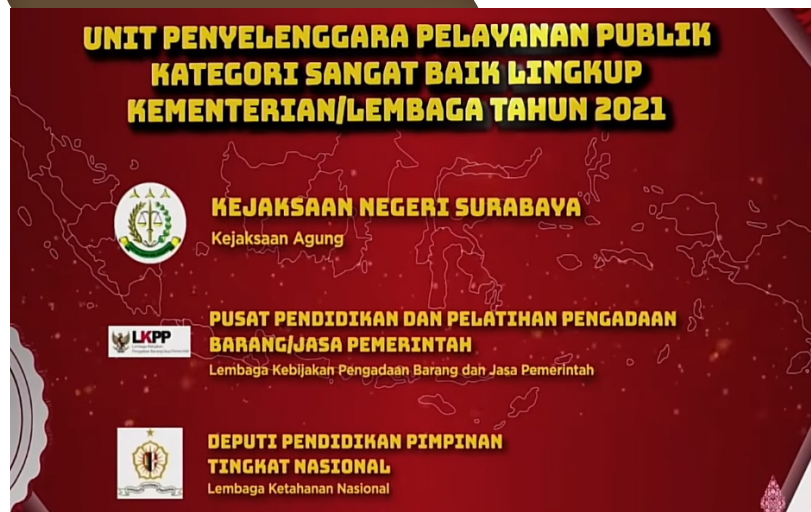 UNIT PENYELENGGARA PELAYANAN PUBLIK
KATEGORI SANGAT BAIK LINGKUP
KEMENTERIAN/LEMBAGA TAHUN 2021
KEJAKSAAN NEGERI SURABAYA
Kejaksaan Agung
PUSAT PENDIDIKAN DAN PELATIHAN PENGADAAN
BARANG/JASA PEMERINTAH
LKPP
Lembaga Kebijakan Pengadaan Barang dan Jasa Pemerintah
DEPUTI PENDIDIKAN PIMPINAN
TINGKAT NASIONAL
Lembaga Ketahanan Nasional